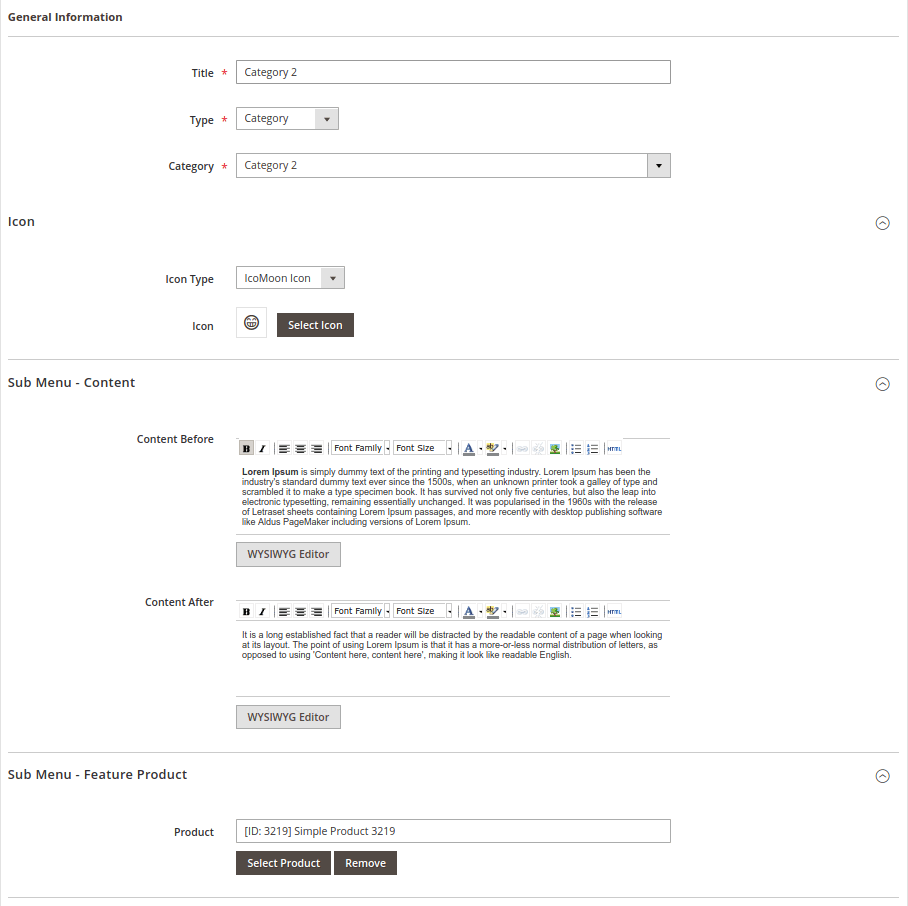 General Information
Title *
Category 2
Type *
Category
Category *
Category 2
Icon
Icon Type
IcoMoon Icon
Icon
Select Icon
Sub Menu - Content
Content Before
B I Font Family Font Size A ab HTML
Lorem Ipsum is simply dummy text of the printing and typesetting industry. Lorem Ipsum has been the
industry's standard dummy text ever since the 1500s, when an unknown printer took a galley of type and
scrambled it to make a type specimen book. It has survived not only five centuries, but also the leap into
electronic typesetting, remaining essentially unchanged. It was popularised in the 1960s with the release
of Letraset sheets containing Lorem Ipsum passages, and more recently with desktop publishing software
like Aldus PageMaker including versions of Lorem Ipsum.
WYSIWYG Editor
Content After
B I Font Family Font Size A ab HTML
It is a long established fact that a reader will be distracted by the readable content of a page when looking
at its layout. The point of using Lorem Ipsum is that it has a more-or-less normal distribution of letters, as
opposed to using 'Content here, content here', making it look like readable English.
WYSIWYG Editor
Sub Menu - Feature Product
Product
[ID: 3219] Simple Product 3219
Select Product
Remove